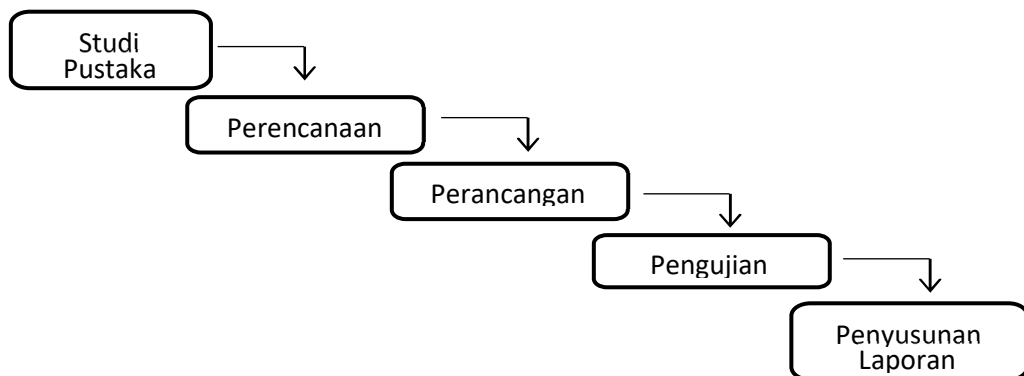 Studi
Pustaka
Perencanaan
Perancangan
Pengujian
Penyusunan
Laporan